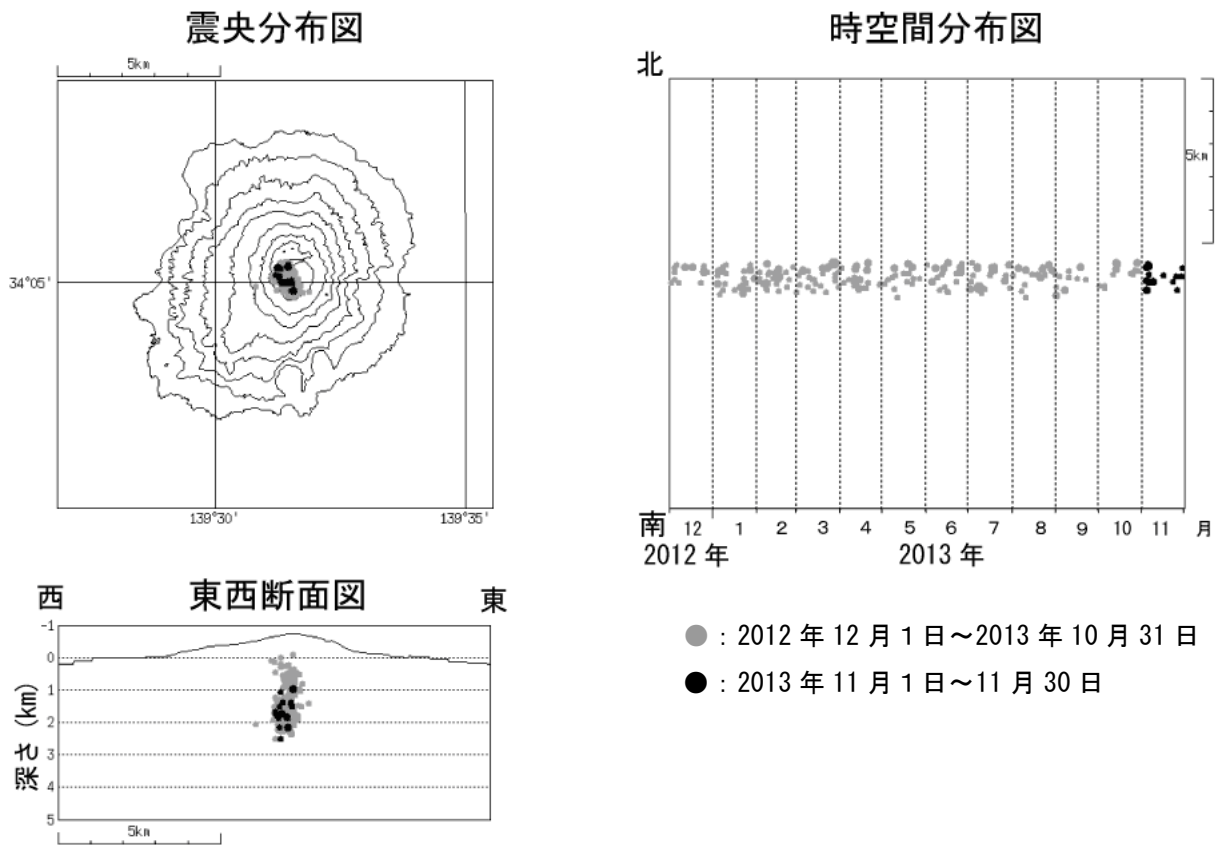 震央分布図
5km
34°05'
139°30'
139°35'
時空間分布図
北
5km
南
12 1 2 3 4 5 6 7 8 9 10 11 月
2012 年 2013 年
西 東西断面図 東
-1
0
1
2
3
4
5
深さ (km)
5km
● : 2012 年 12 月 1 日～2013 年 10 月 31 日
● : 2013 年 11 月 1 日～11 月 30 日